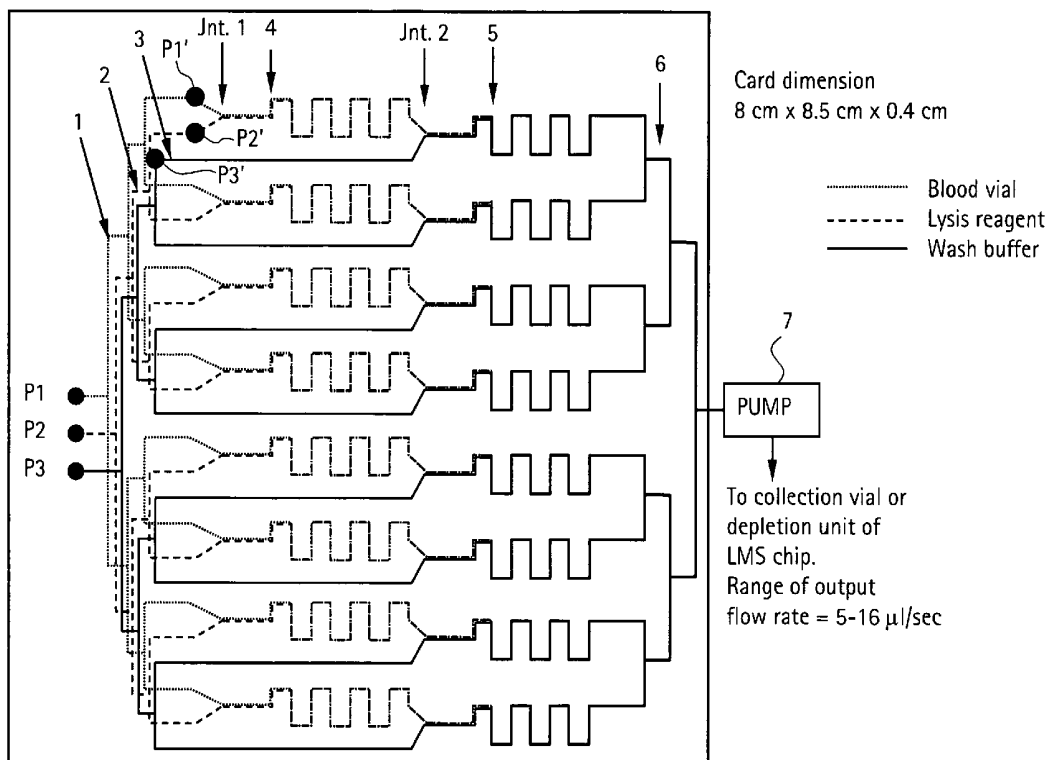 Jnt. 1
4
Jnt. 2
5
3
P1'
2
6
1
P2'
P3'
Card dimension
8 cm x 8.5 cm x 0.4 cm
Blood vial
Lysis reagent
Wash buffer
7
P1
P2
P3
PUMP
To collection vial or
depletion unit of
LMS chip.
Range of output
flow rate = 5-16 µl/sec